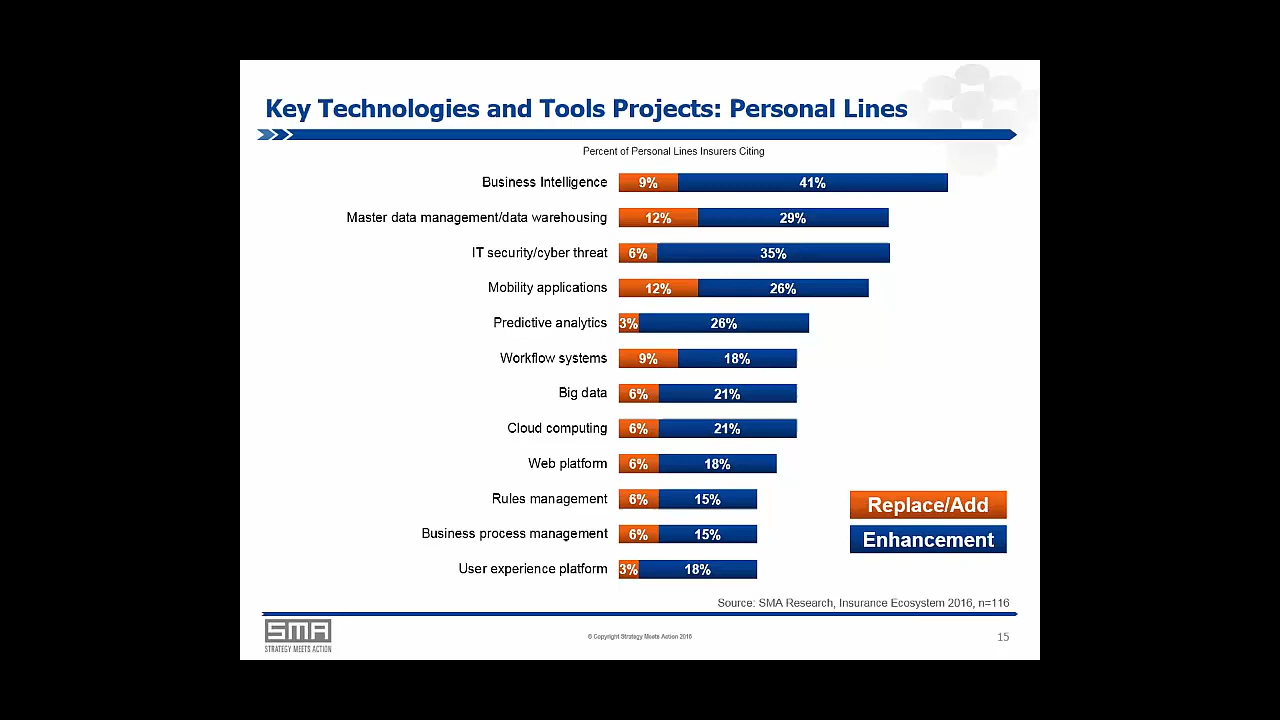 Key Technologies and Tools Projects: Personal Lines
Percent of Personal Lines Insurers Citing
Business Intelligence 9% 41%
Master data management/data warehousing 12% 29%
IT security/cyber threat 6% 35%
Mobility applications 12% 26%
Predictive analytics 3% 26%
Workflow systems 9% 18%
Big data 6% 21%
Cloud computing 6% 21%
Web platform 6% 18%
Rules management 6% 15%
Business process management 6% 15%
User experience platform 3% 18%
Replace/Add
Enhancement
Source: SMA Research, Insurance Ecosystem 2016, n=116
SMA
STRATEGY MEETS ACTION
© Copyright Strategy Meets Action 2016
15